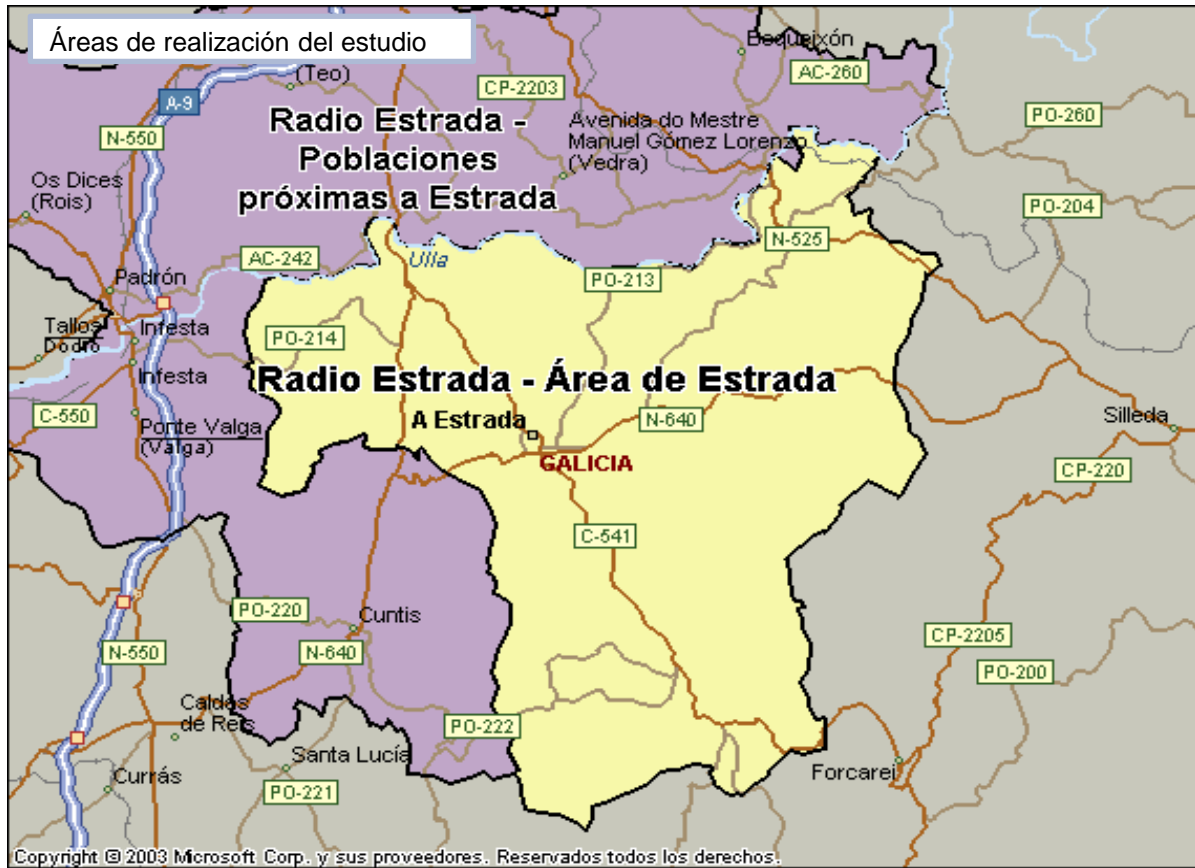 Áreas de realización del estudio
Boqueixón
(Teo)
AC-260
CP-2203
A-9
PO-260
Radio Estrada -
Poblaciones
próximas a Estrada
Avenida do Mestre
Manuel Gómez Lorenzo
(Vedra)
N-550
Os Dices
(Rois)
PO-204
N-525
AC-242
Ulla
PO-213
Padrón
Tallos
Dodro
Infesta
PO-214
Infesta
Radio Estrada - Área de Estrada
C-550
A Estrada
N-640
Ponte Valga
(Valga)
Silleda
GALICIA
CP-220
C-541
PO-220
Cuntis
CP-2205
N-550
N-640
PO-200
Caldas
de Reis
PO-222
Santa Lucía
Currás
Forcarei
PO-221
Copyright © 2003 Microsoft Corp. y sus proveedores. Reservados todos los derechos.